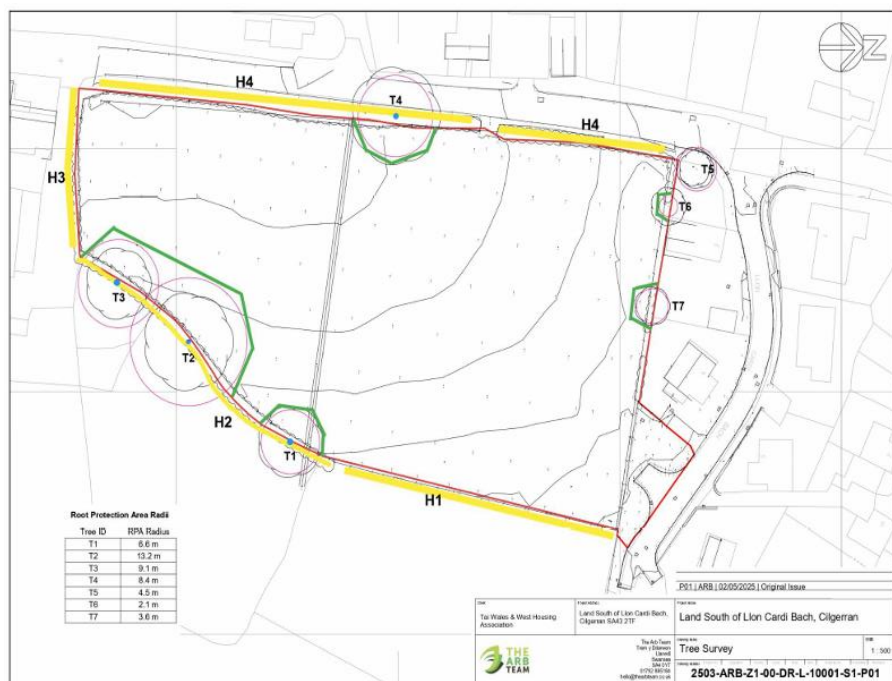 H4
T4
H4
Z
T5
H3
T6
T3
T7
T2
H2
T1
H1
Root Protection Area Radii
Tree ID RPA Radius
T1 6.6 m
T2 13.2 m
T3 9.1 m
T4 8.4 m
T5 4.5 m
T6 2.1 m
T7 3.6 m
P01 | ARB | 02/05/2025 | Original Issue
Tai Wales & West Housing
Association
Land South of Llon Cardi Bach,
Cilgerran SA43 2TF
Land South of Llon Cardi Bach, Cilgerran
THE
ARB
TEAM
The Arb Team
Swansea
Tree Survey
1 : 500
2503-ARB-Z1-00-DR-L-10001-S1-P01